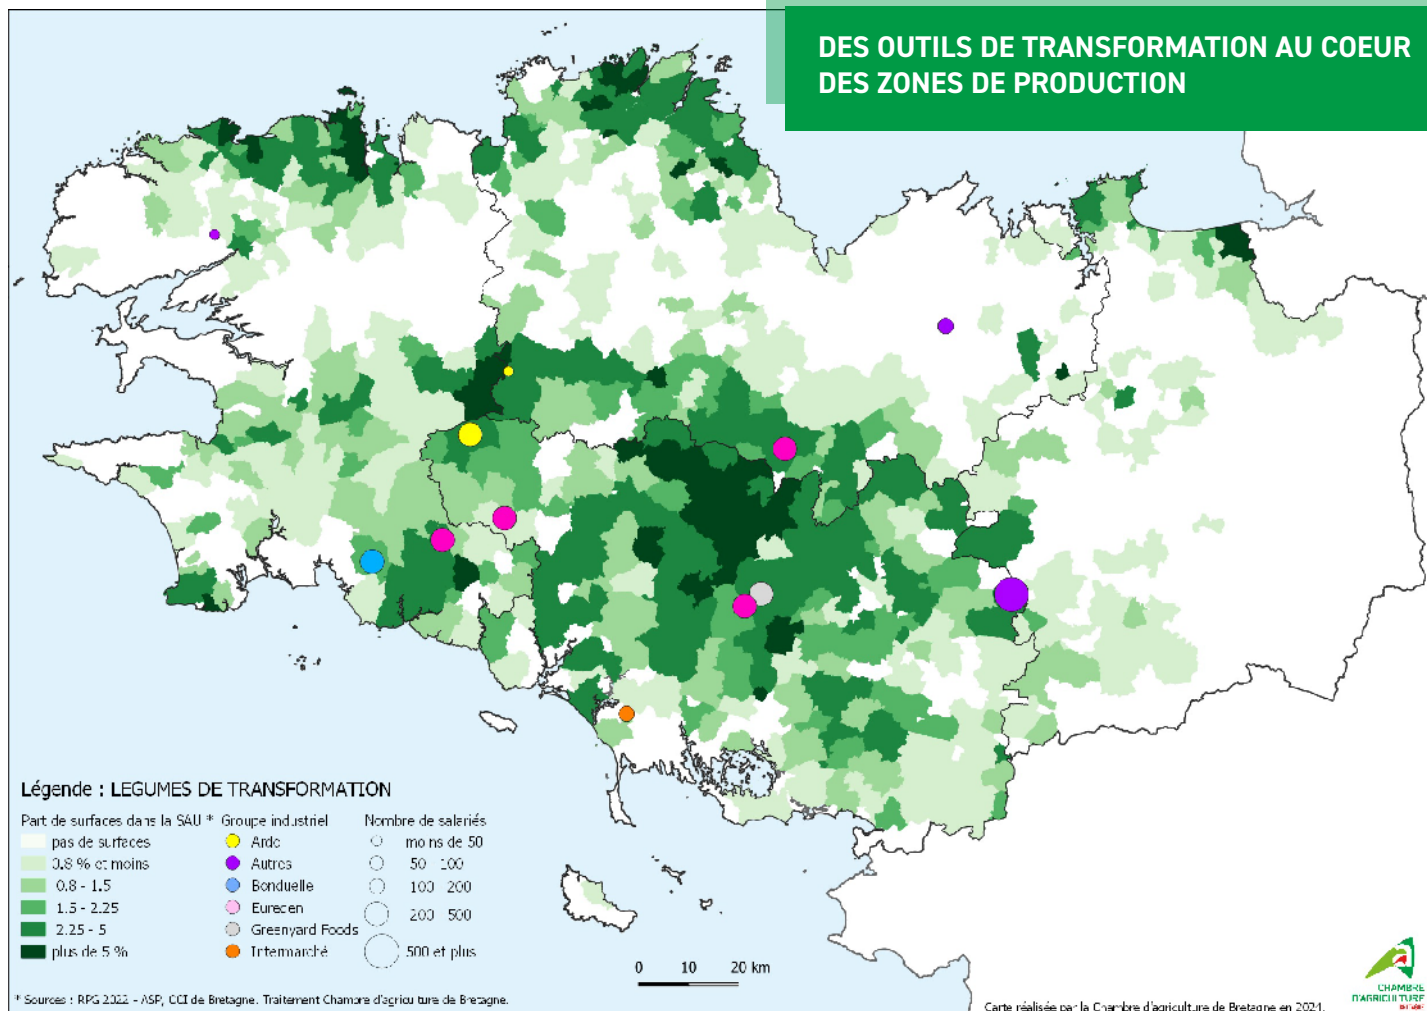 DES OUTILS DE TRANSFORMATION AU COEUR
DES ZONES DE PRODUCTION
Légende : LEGUMES DE TRANSFORMATION
Part de surfaces dans la SAU *
pas de surfaces
0.8 % et moins
0.8 - 1.5
1.5 - 2.25
2.25 - 5
plus de 5 %
Groupe industriel
Ardo
Autres
Bonduelle
Eureden
Greenyard Foods
Intermarché
Nombre de salariés
moins de 50
50 100
100 200
200 500
500 et plus
0 10 20 km
* Sources : RPG 2022 - ASP, CCI de Bretagne. Traitement Chambre d'agriculture de Bretagne.
Carte réalisée par la Chambre d'agriculture de Bretagne en 2024.
CHAMBRE
D'AGRICULTURE